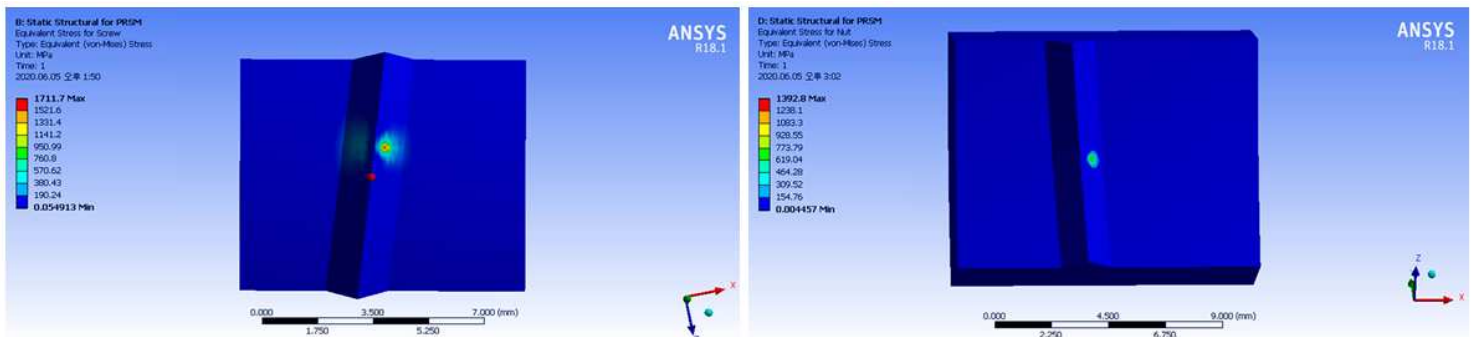 B: Static Structural for PRSM
Equivalent Stress for Screw
Type: Equivalent (von-Mises) Stress
Unit: MPa
Time: 1
2020.06.05 오후 1:50
1711.7 Max
1521.6
1331.4
1141.2
950.99
760.8
570.62
380.43
190.24
0.054913 Min
ANSYS
R18.1
X
0.000
3.500
7.000 (mm)
1.750
5.250
D: Static Structural for PRSM
Equivalent Stress for Nut
Type: Equivalent (von-Mises) Stress
Unit: MPa
Time: 1
2020.06.05 오후 3:02
1392.8 Max
1238.1
1083.3
928.55
773.79
619.04
464.28
309.52
154.76
0.004457 Min
ANSYS
R18.1
Z
X
0.000
4.500
9.000 (mm)
2.250
6.750